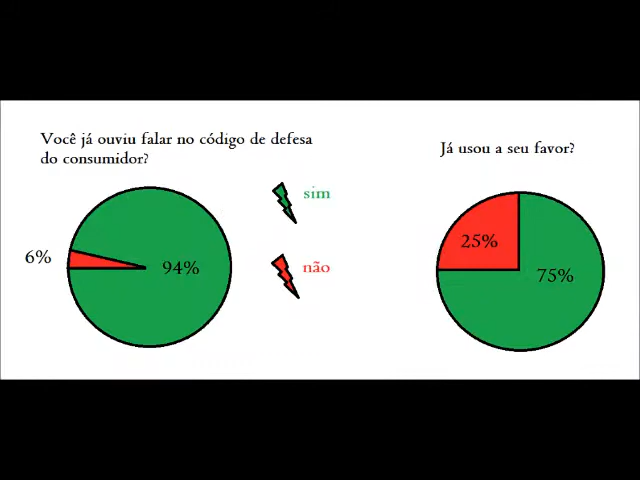 Você já ouviu falar no código de defesa
do consumidor?
sim
6%
94%
não
Já usou a seu favor?
25%
75%